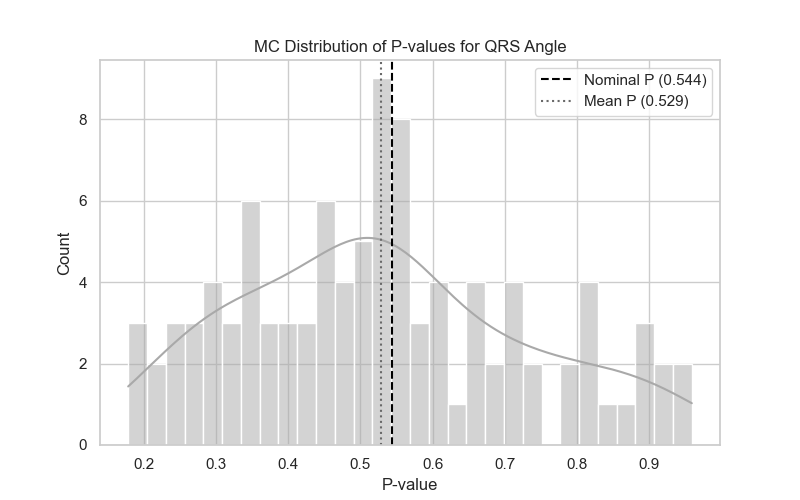 MC Distribution of P-values for QRS Angle
Nominal P (0.544)
Mean P (0.529)
Count
8
6
4
2
0
0.2 0.3 0.4 0.5 0.6 0.7 0.8 0.9
P-value